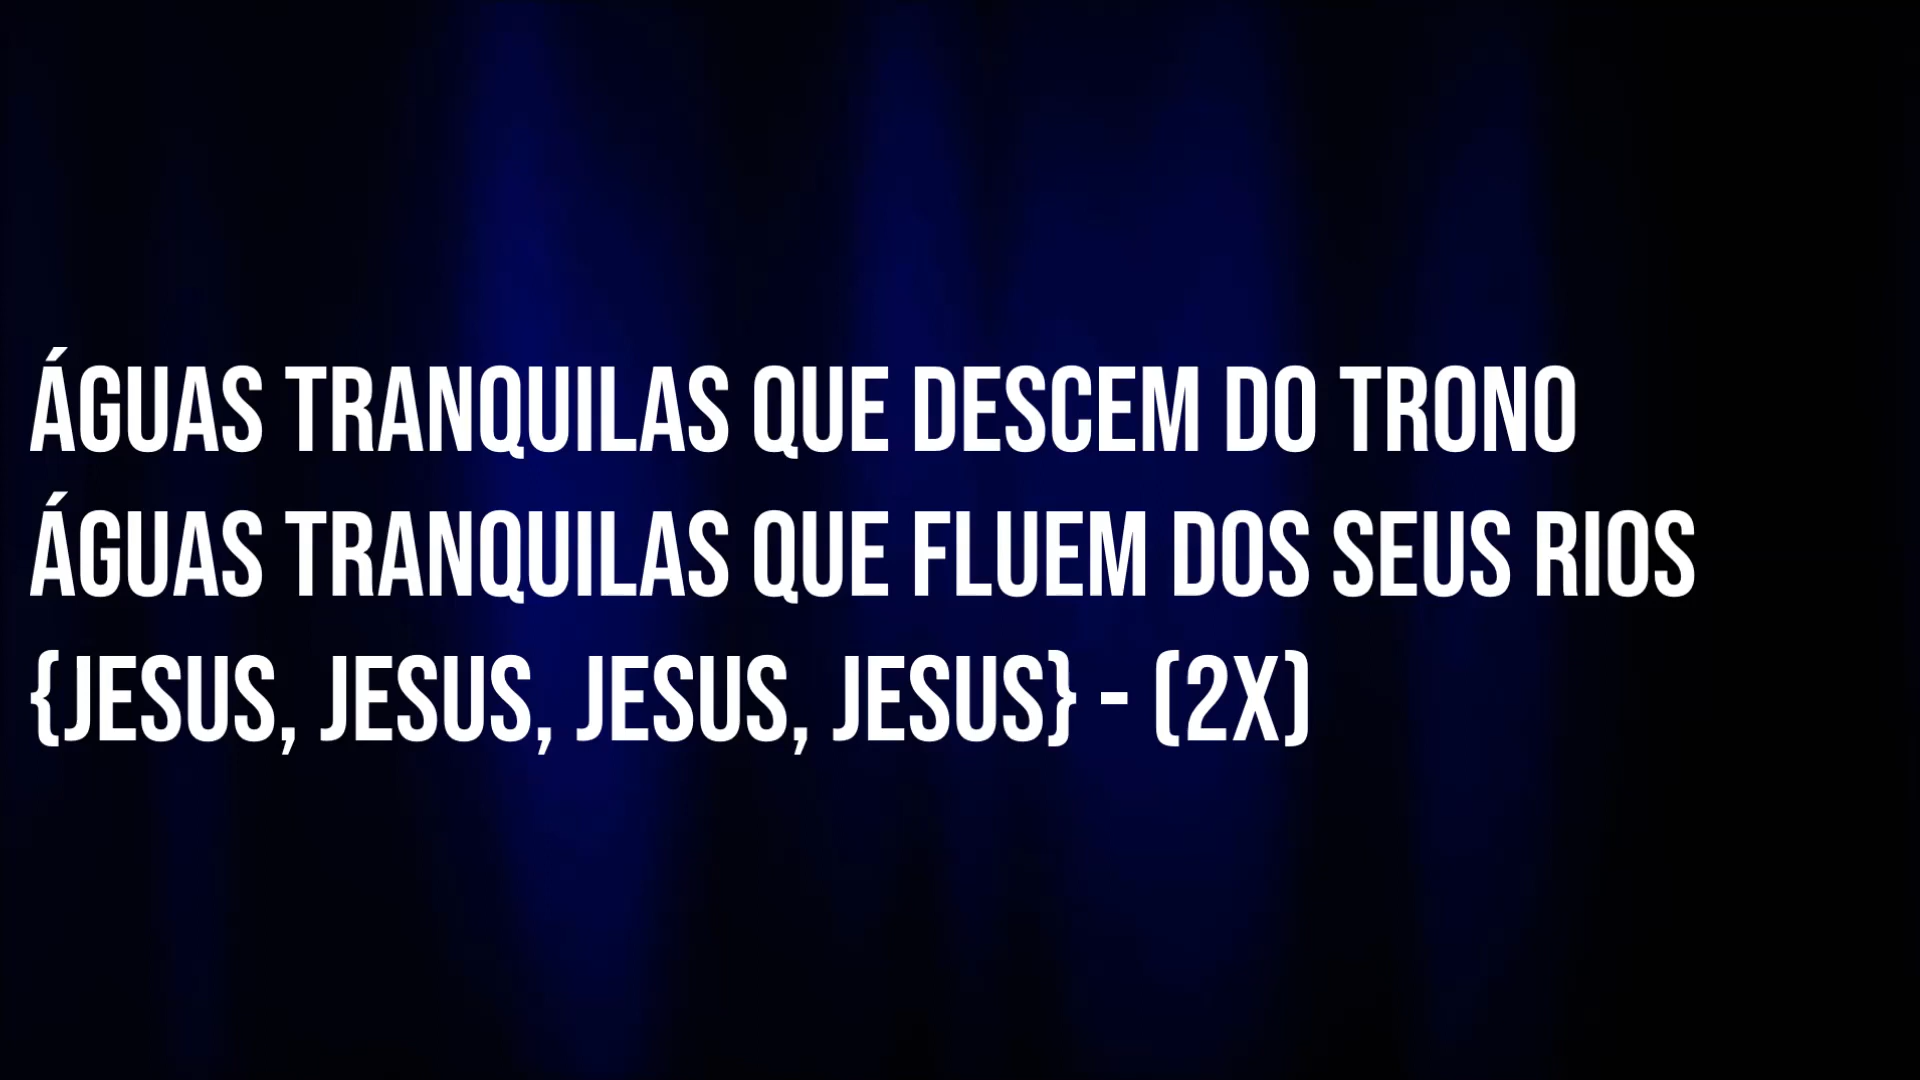 ÁGUAS TRANQUILAS QUE DESCEM DO TRONO
ÁGUAS TRANQUILAS QUE FLUEM DOS SEUS RIOS
{JESUS, JESUS, JESUS, JESUS} - (2X)